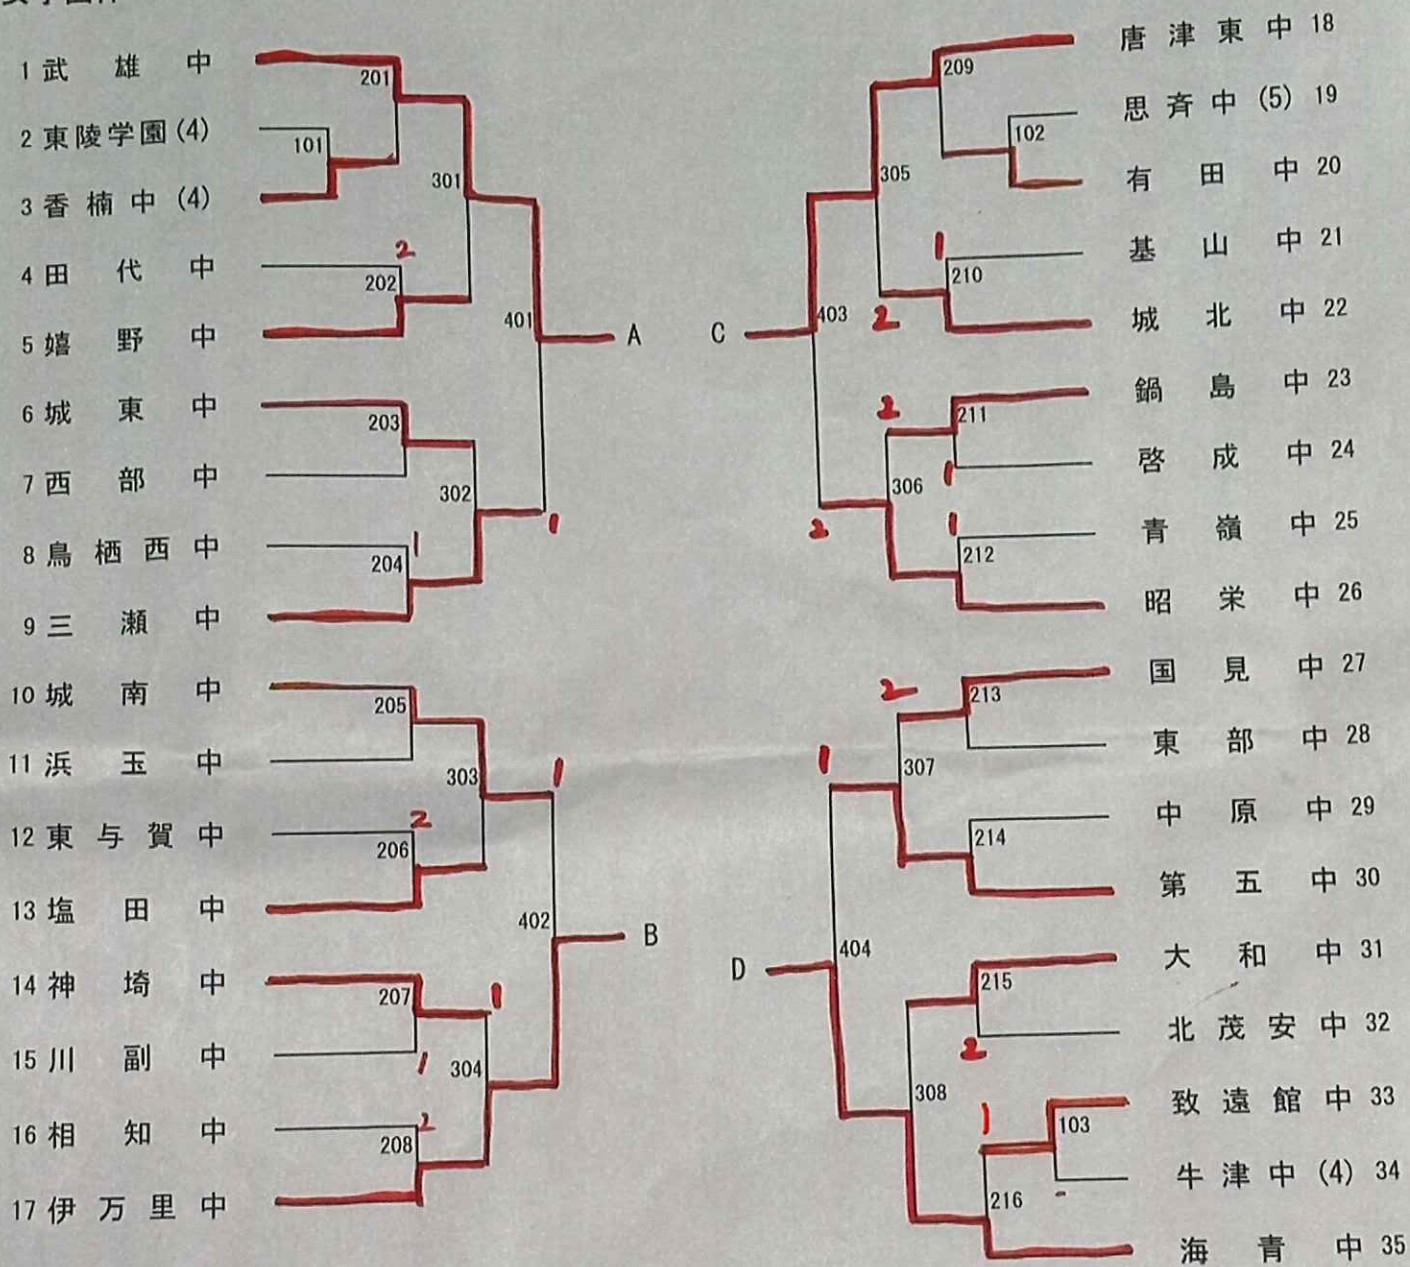 1 武雄中
2 東陵学園(4)
3 香楠中(4)
4 田代中
5 嬉野中
6 城東中
7 西部中
8 鳥栖西中
9 三瀬中
10 城南中
11 浜玉中
12 東与賀中
13 塩田中
14 神埼中
15 川副中
16 相知中
17 伊万里中
201
101
301
2
202
401
A
203
302
1
204
1
205
303
1
2
206
402
B
207
1
1
304
2
208
唐津東中 18
思斉中(5) 19
有田中 20
基山中 21
城北中 22
鍋島中 23
啓成中 24
青嶺中 25
昭栄中 26
国見中 27
東部中 28
中原中 29
第五中 30
大和中 31
北茂安中 32
致遠館中 33
牛津中(4) 34
海青中 35
209
102
305
1
210
C
403
2
2
211
1
306
2
1
212
2
213
1
307
214
D
404
215
2
308
1
103
216